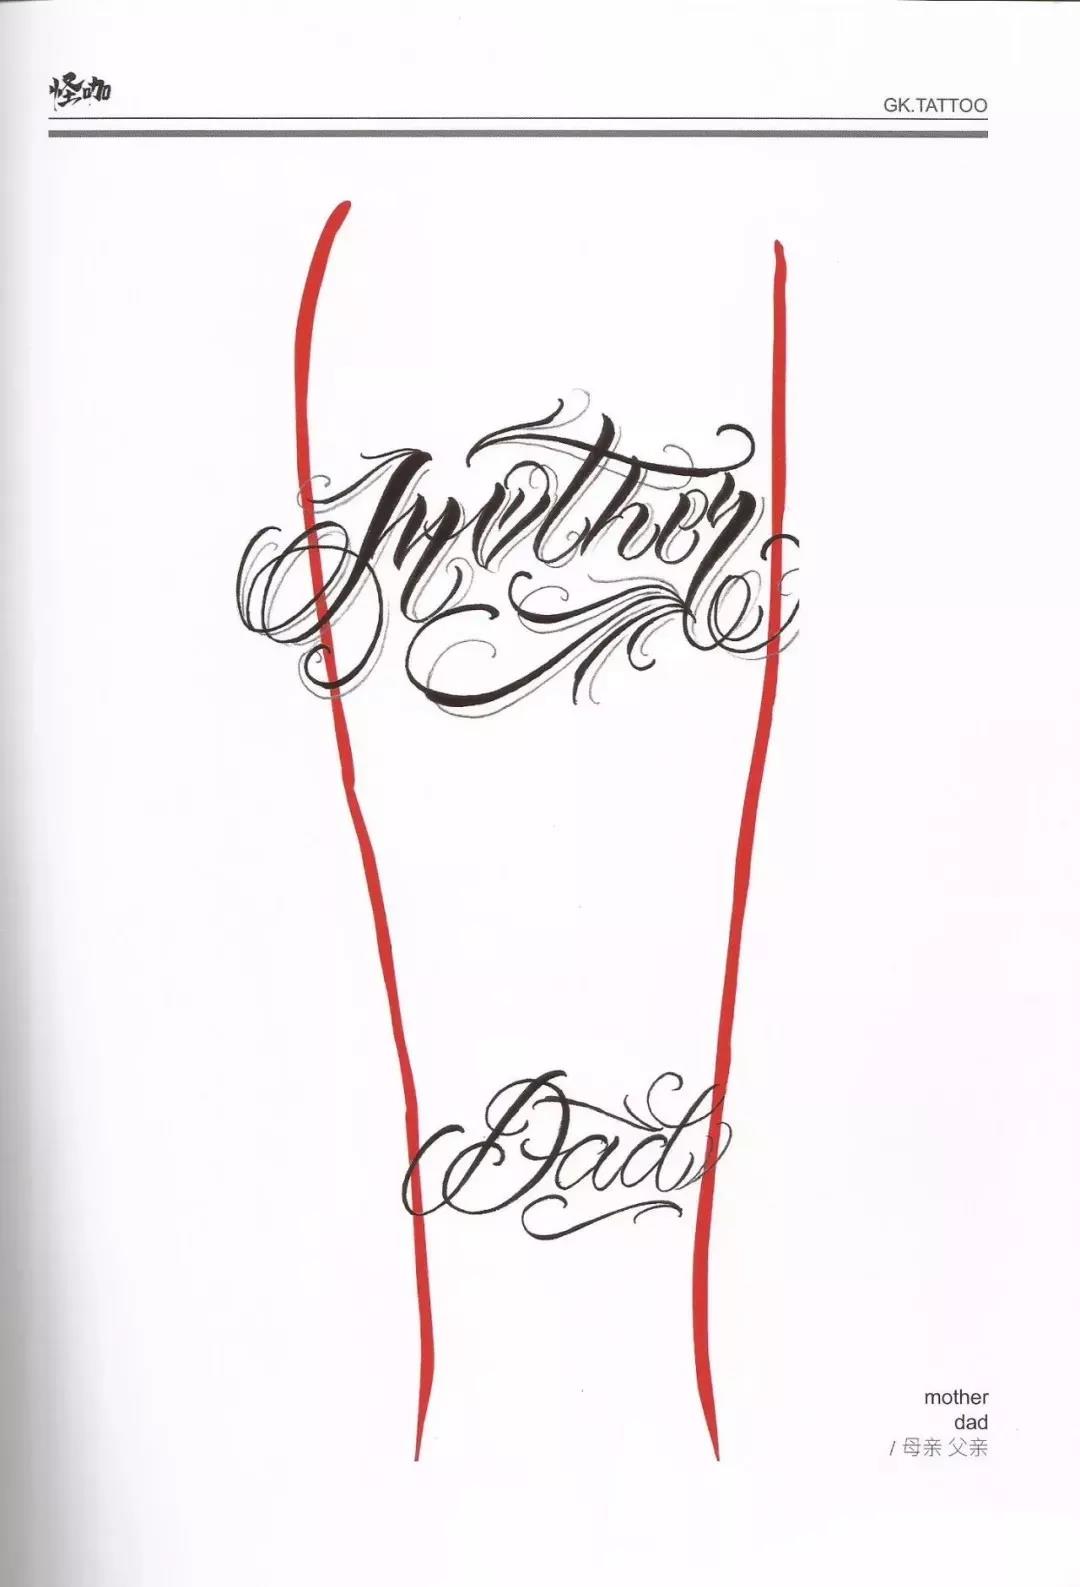 怪咖
GK.TATTOO
Mother
Dad
mother
dad
/ 母亲 父亲